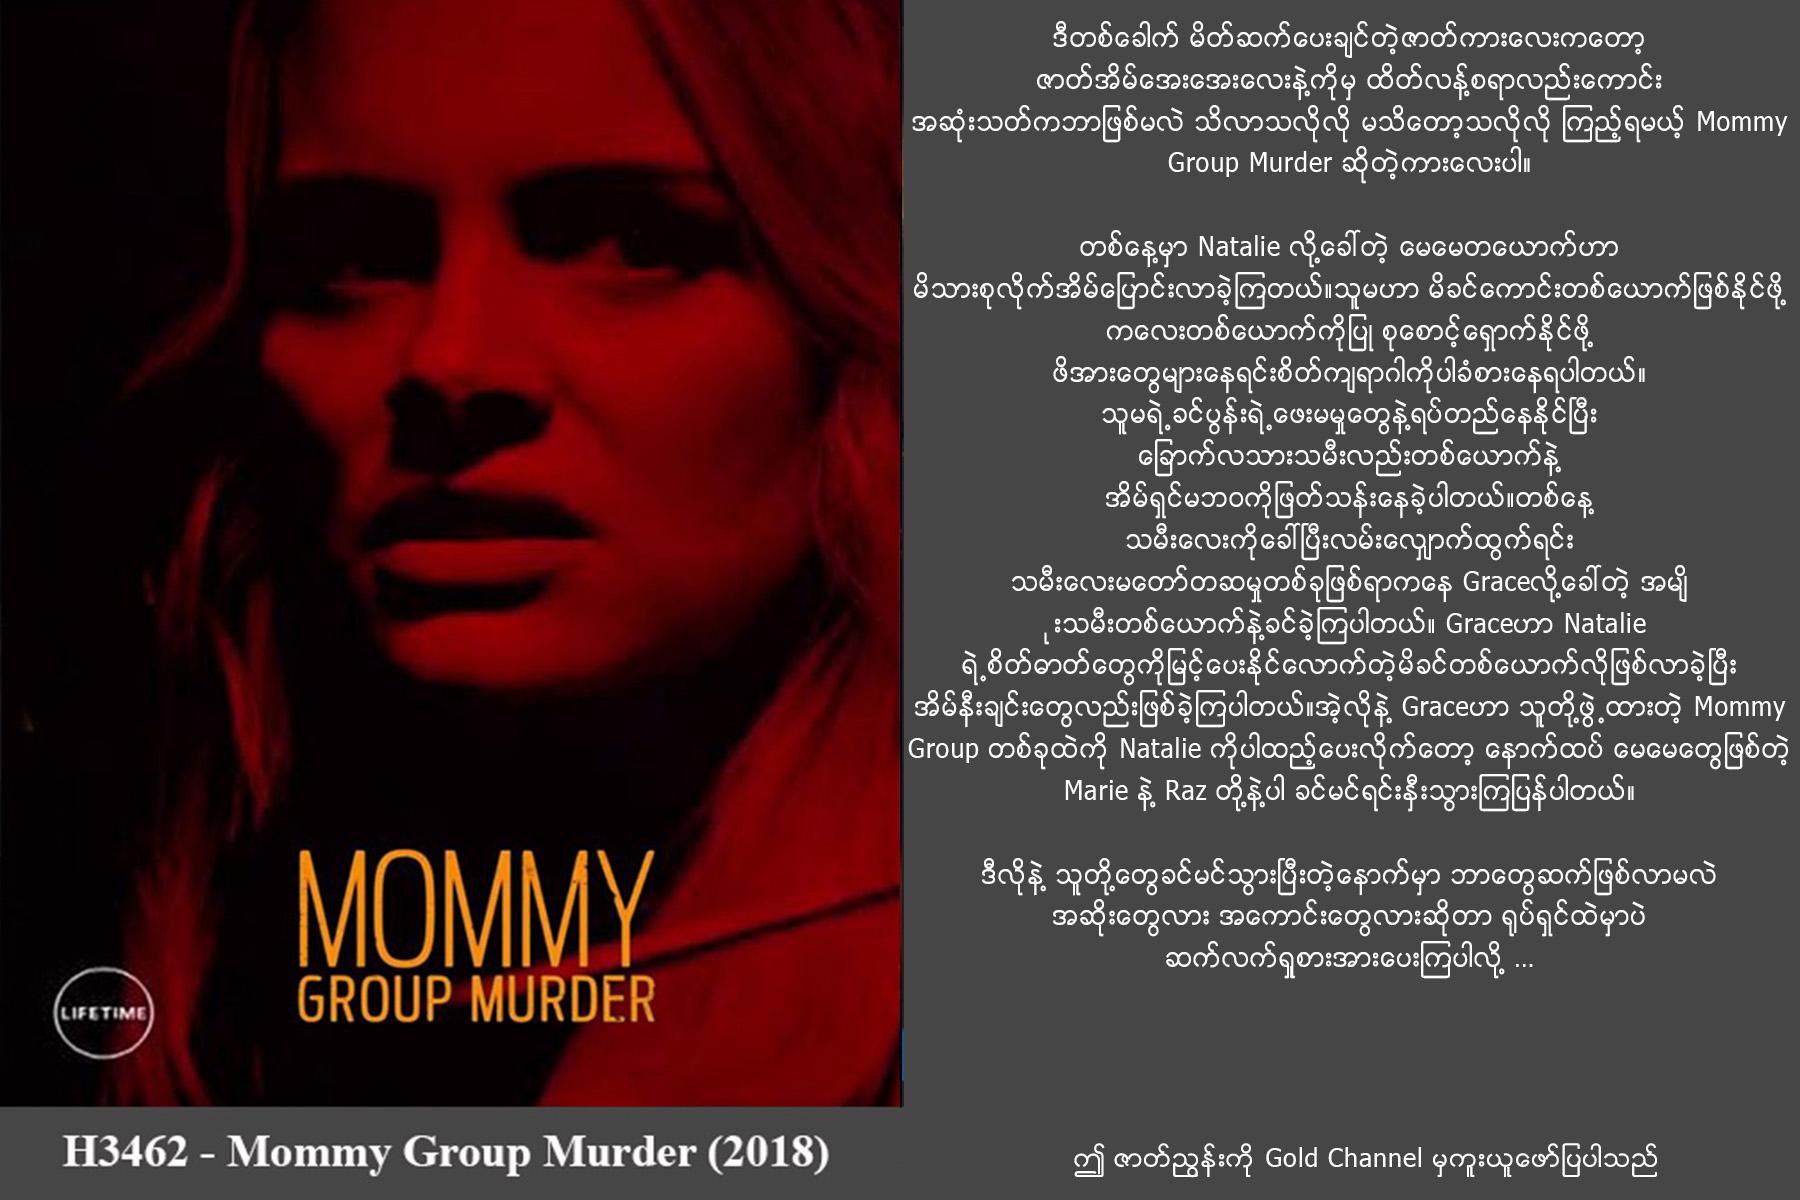 MOMMY
GROUP MURDER
LIFETIME
H3462 - Mommy Group Murder (2018)
ဒီတစ်ခေါက် မိတ်ဆက်ပေးချင်တဲ့ဇာတ်ကားလေးကတော့
ဇာတ်အိမ်အေးအေးလေးနဲ့ကိုမှ ထိတ်လန့်စရာလည်းကောင်း
အဆုံးသတ်ကဘာဖြစ်မလဲ သိလာသလိုလို မသိတော့သလိုလို ကြည့်ရမယ့် Mommy
Group Murder ဆိုတဲ့ကားလေးပါ။
တစ်နေ့မှာ Natalie လို့ခေါ်တဲ့ မေမေတယောက်ဟာ
မိသားစုလိုက်အိမ်ပြောင်းလာခဲ့ကြတယ်။သူမဟာ မိခင်ကောင်းတစ်ယောက်ဖြစ်နိုင်ဖို့
ကလေးတစ်ယောက်ကိုပြု စုစောင့်ရှောက်နိုင်ဖို့
ဖိအားတွေများနေရင်းစိတ်ကျရာဂါကိုပါခံစားနေရပါတယ်။
သူမရဲ့ခင်ပွန်းရဲ့ဖေးမမှုတွေနဲ့ရပ်တည်နေနိုင်ပြီး
ခြောက်လသားသမီးလည်းတစ်ယောက်နဲ့
အိမ်ရှင်မဘဝကိုဖြတ်သန်းနေခဲ့ပါတယ်။တစ်နေ့
သမီးလေးကိုခေါ်ပြီးလမ်းလျှောက်ထွက်ရင်း
သမီးလေးမတော်တဆမှုတစ်ခုဖြစ်ရာကနေ Graceလို့ခေါ်တဲ့ အမျိ
ုးသမီးတစ်ယောက်နဲ့ခင်ခဲ့ကြပါတယ်။ Graceဟာ Natalie
ရဲ့စိတ်ဓာတ်တွေကိုမြင့်ပေးနိုင်လောက်တဲ့မိခင်တစ်ယောက်လိုဖြစ်လာခဲ့ပြီး
အိမ်နီးချင်းတွေလည်းဖြစ်ခဲ့ကြပါတယ်။အဲ့လိုနဲ့ Graceဟာ သူတို့ဖွဲ့ထားတဲ့ Mommy
Group တစ်ခုထဲကို Natalie ကိုပါထည့်ပေးလိုက်တော့ နောက်ထပ် မေမေတွေဖြစ်တဲ့
Marie နဲ့ Raz တို့နဲ့ပါ ခင်မင်ရင်းနှီးသွားကြပြန်ပါတယ်။
ဒီလိုနဲ့ သူတို့တွေခင်မင်သွားပြီးတဲ့နောက်မှာ ဘာတွေဆက်ဖြစ်လာမလဲ
အဆိုးတွေလား အကောင်းတွေလားဆိုတာ ရုပ်ရှင်ထဲမှာပဲ
ဆက်လက်ရှုစားအားပေးကြပါလို့ ...
ဤ ဇာတ်ညွှန်းကို Gold Channel မှကူးယူဖော်ပြပါသည်